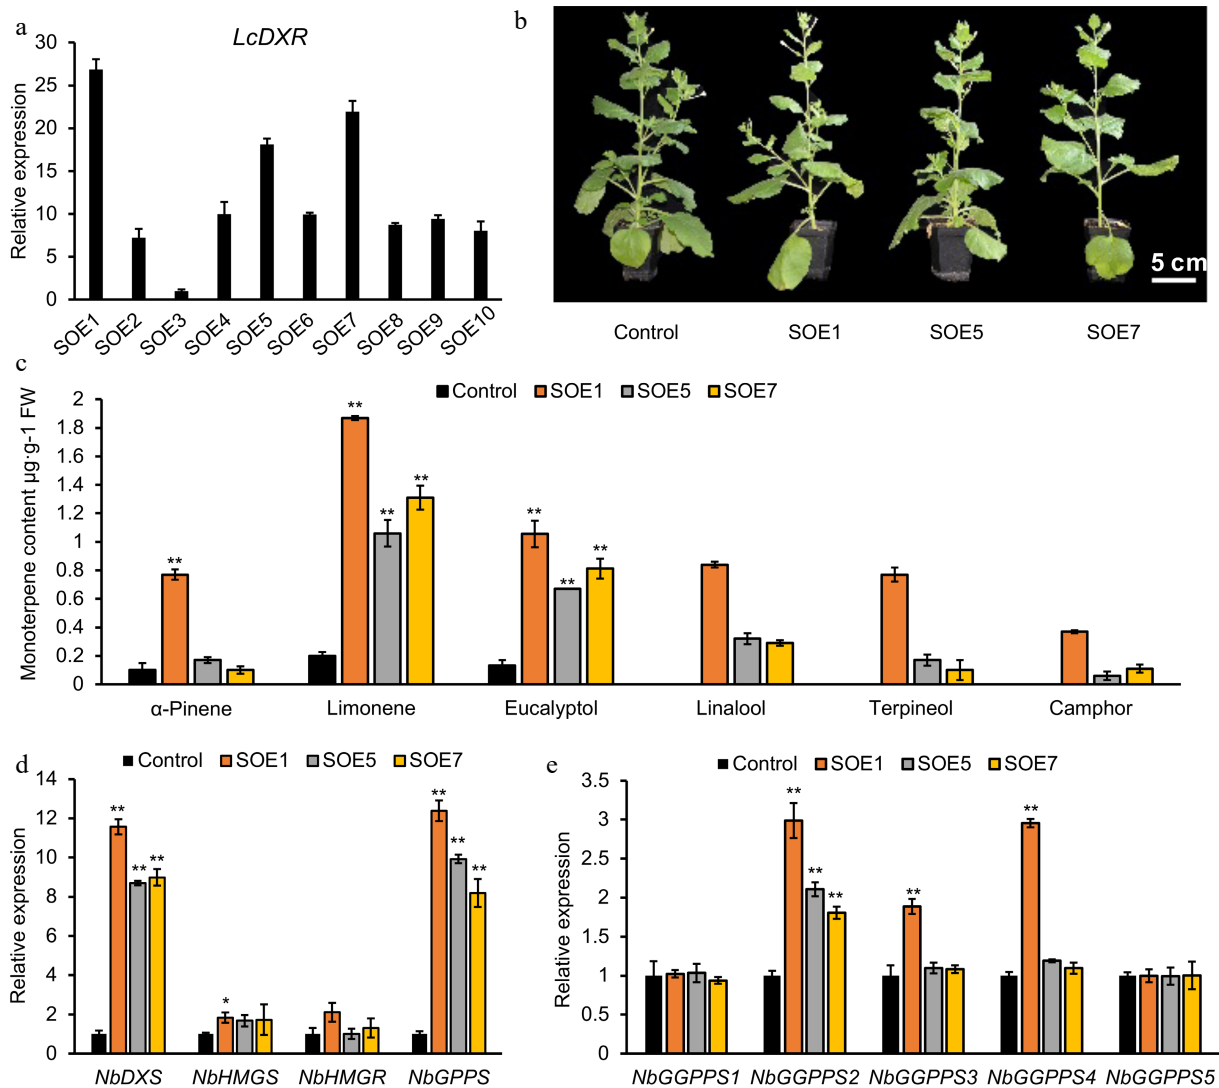 a
LcDXR
Relative expression
30
25
20
15
10
5
0
SOE1 SOE2 SOE3 SOE4 SOE5 SOE6 SOE7 SOE8 SOE9 SOE10
b
5 cm
Control SOE1 SOE5 SOE7
c
Control SOE1 SOE5 SOE7
Monoterpene content µg·g-1 FW
2
1.8
1.6
1.4
1.2
1
0.8
0.6
0.4
0.2
0
**
** ** **
** ** **
α-Pinene Limonene Eucalyptol Linalool Terpineol Camphor
d
Control SOE1 SOE5 SOE7
Relative expression
14
12
10
8
6
4
2
0
** ** **
*
** ** **
NbDXS NbHMGS NbHMGR NbGPPS
e
Control SOE1 SOE5 SOE7
Relative expression
3.5
3
2.5
2
1.5
1
0.5
0
** ** **
**
**
NbGGPPS1 NbGGPPS2 NbGGPPS3 NbGGPPS4 NbGGPPS5